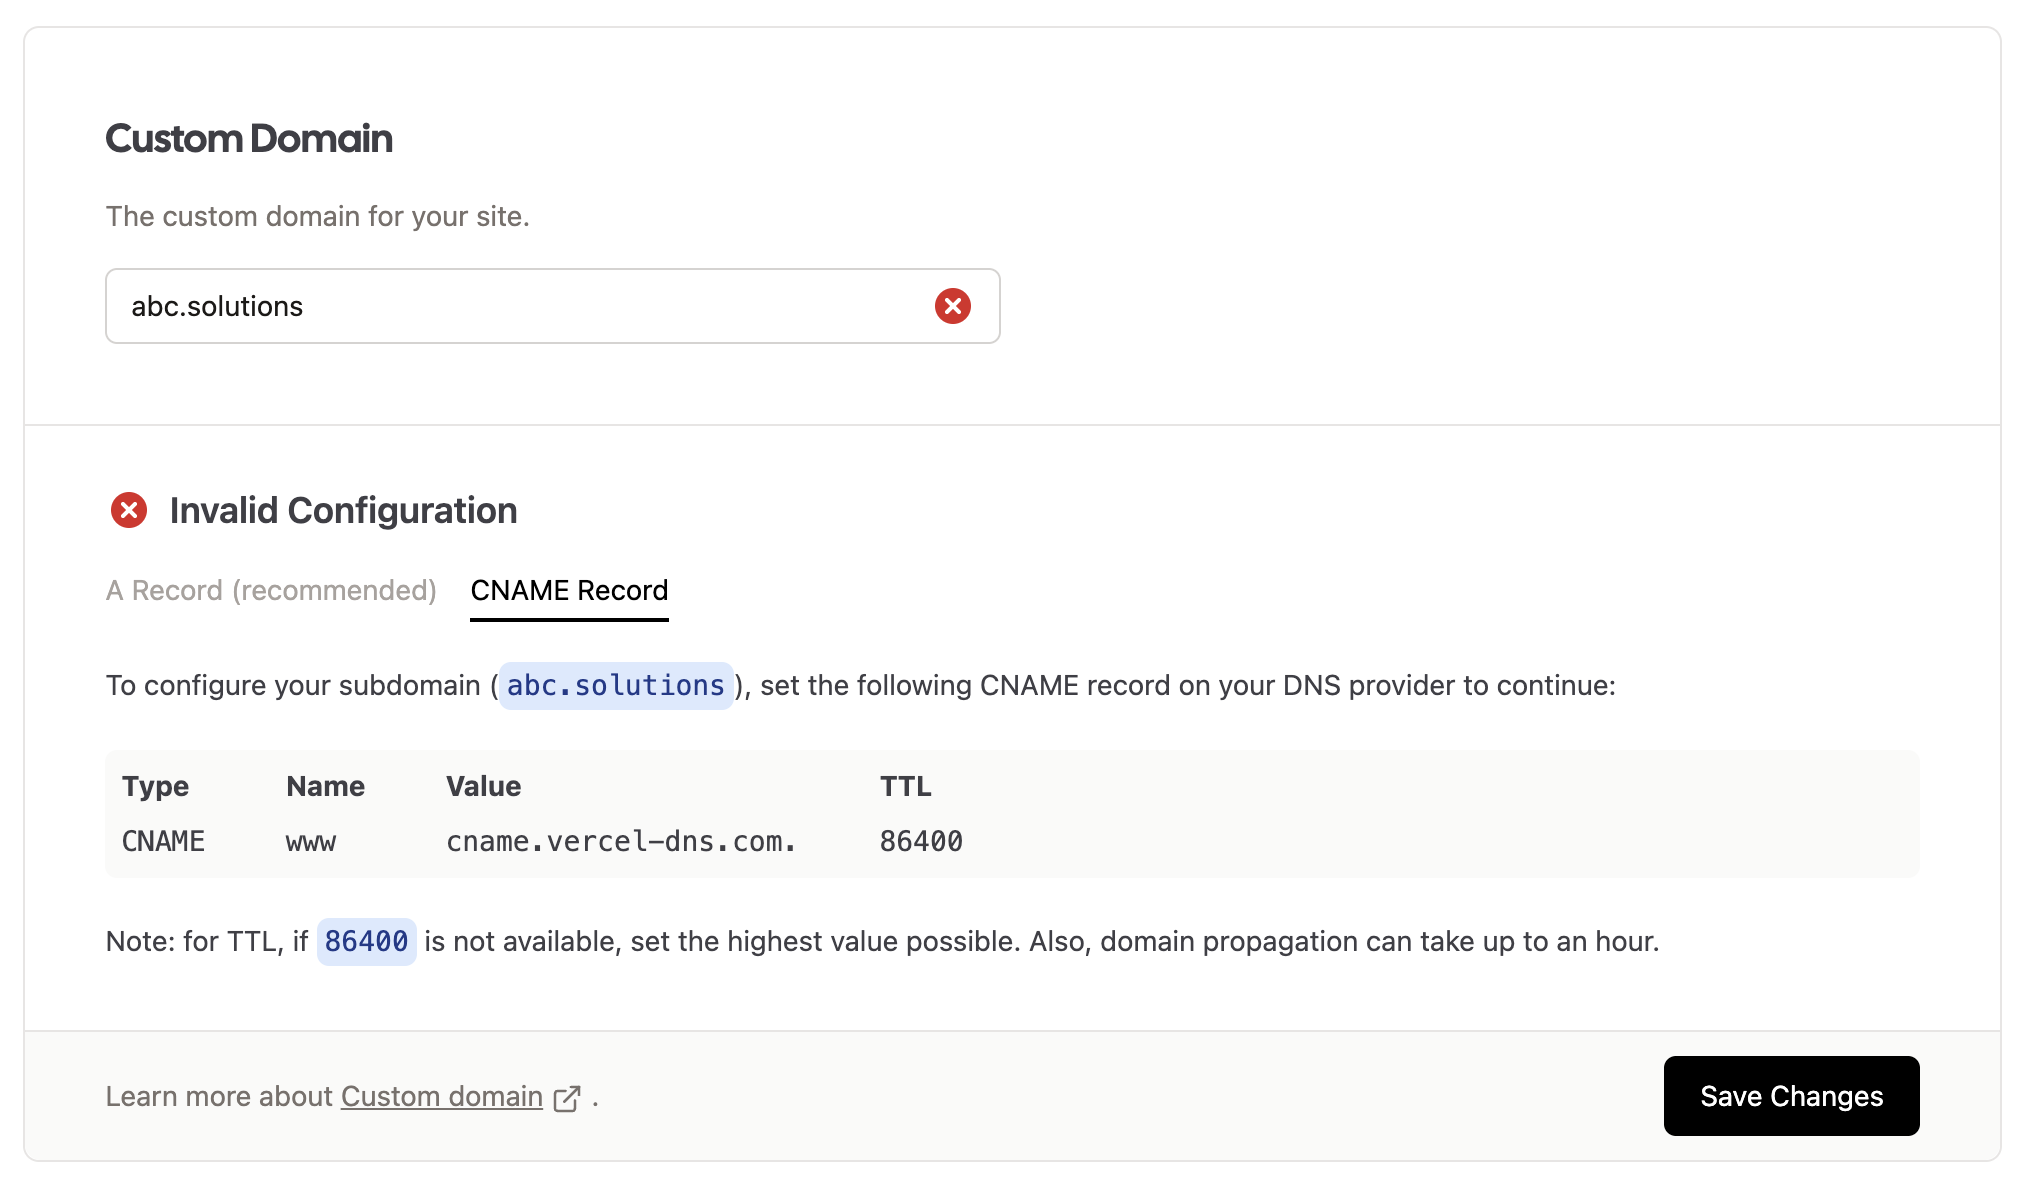 Custom Domain
The custom domain for your site.
abc.solutions
Invalid Configuration
A Record (recommended) CNAME Record
To configure your subdomain (abc.solutions), set the following CNAME record on your DNS provider to continue:
Type Name Value TTL
CNAME www cname.vercel-dns.com. 86400
Note: for TTL, if 86400 is not available, set the highest value possible. Also, domain propagation can take up to an hour.
Learn more about Custom domain .
Save Changes